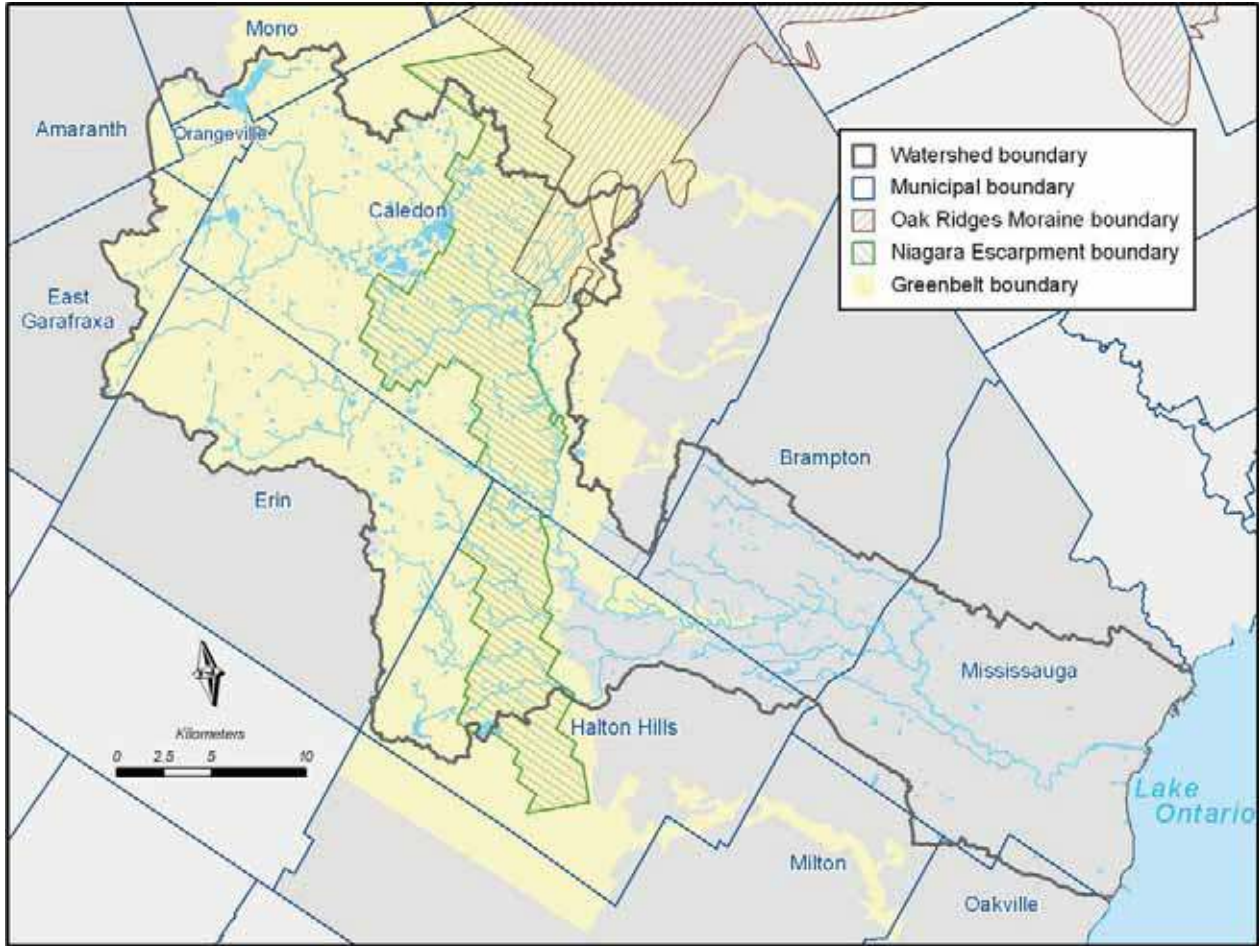 Mono
Amaranth
Orangeville
Caledon
East
Garafraxa
Erin
Watershed boundary
Municipal boundary
Oak Ridges Moraine boundary
Niagara Escarpment boundary
Greenbelt boundary
Brampton
Mississauga
Halton Hills
Kilometers
0 2.5 5 10
Lake
Ontario
Milton
Oakville